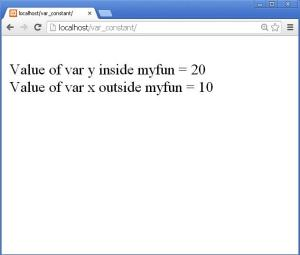 localhost/var_constant/
localhost/var_constant/
Value of var y inside myfun = 20
Value of var x outside myfun = 10